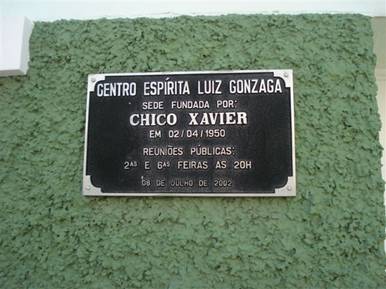 CENTRO ESPÍRITA LUIZ GONZAGA
SEDE FUNDADA POR:
CHICO XAVIER
EM 02/04/1950
REUNIÕES PÚBLICAS:
2ᴬˢ E 6ᴬˢ FEIRAS AS 20H
08 DE JULHO DE 2002